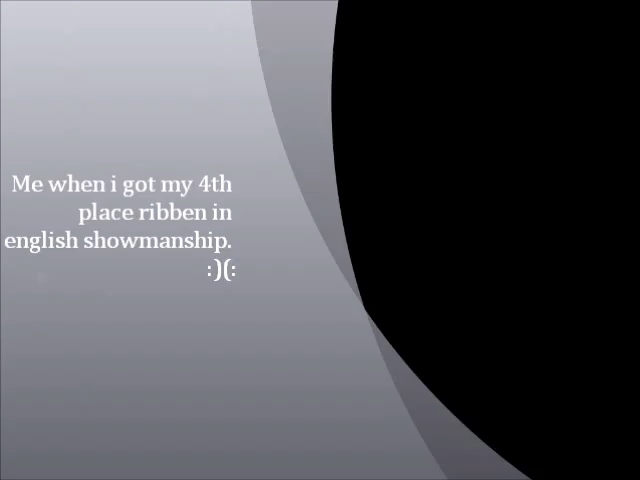 Me when i got my 4th
place ribben in
english showmanship.
:)(: